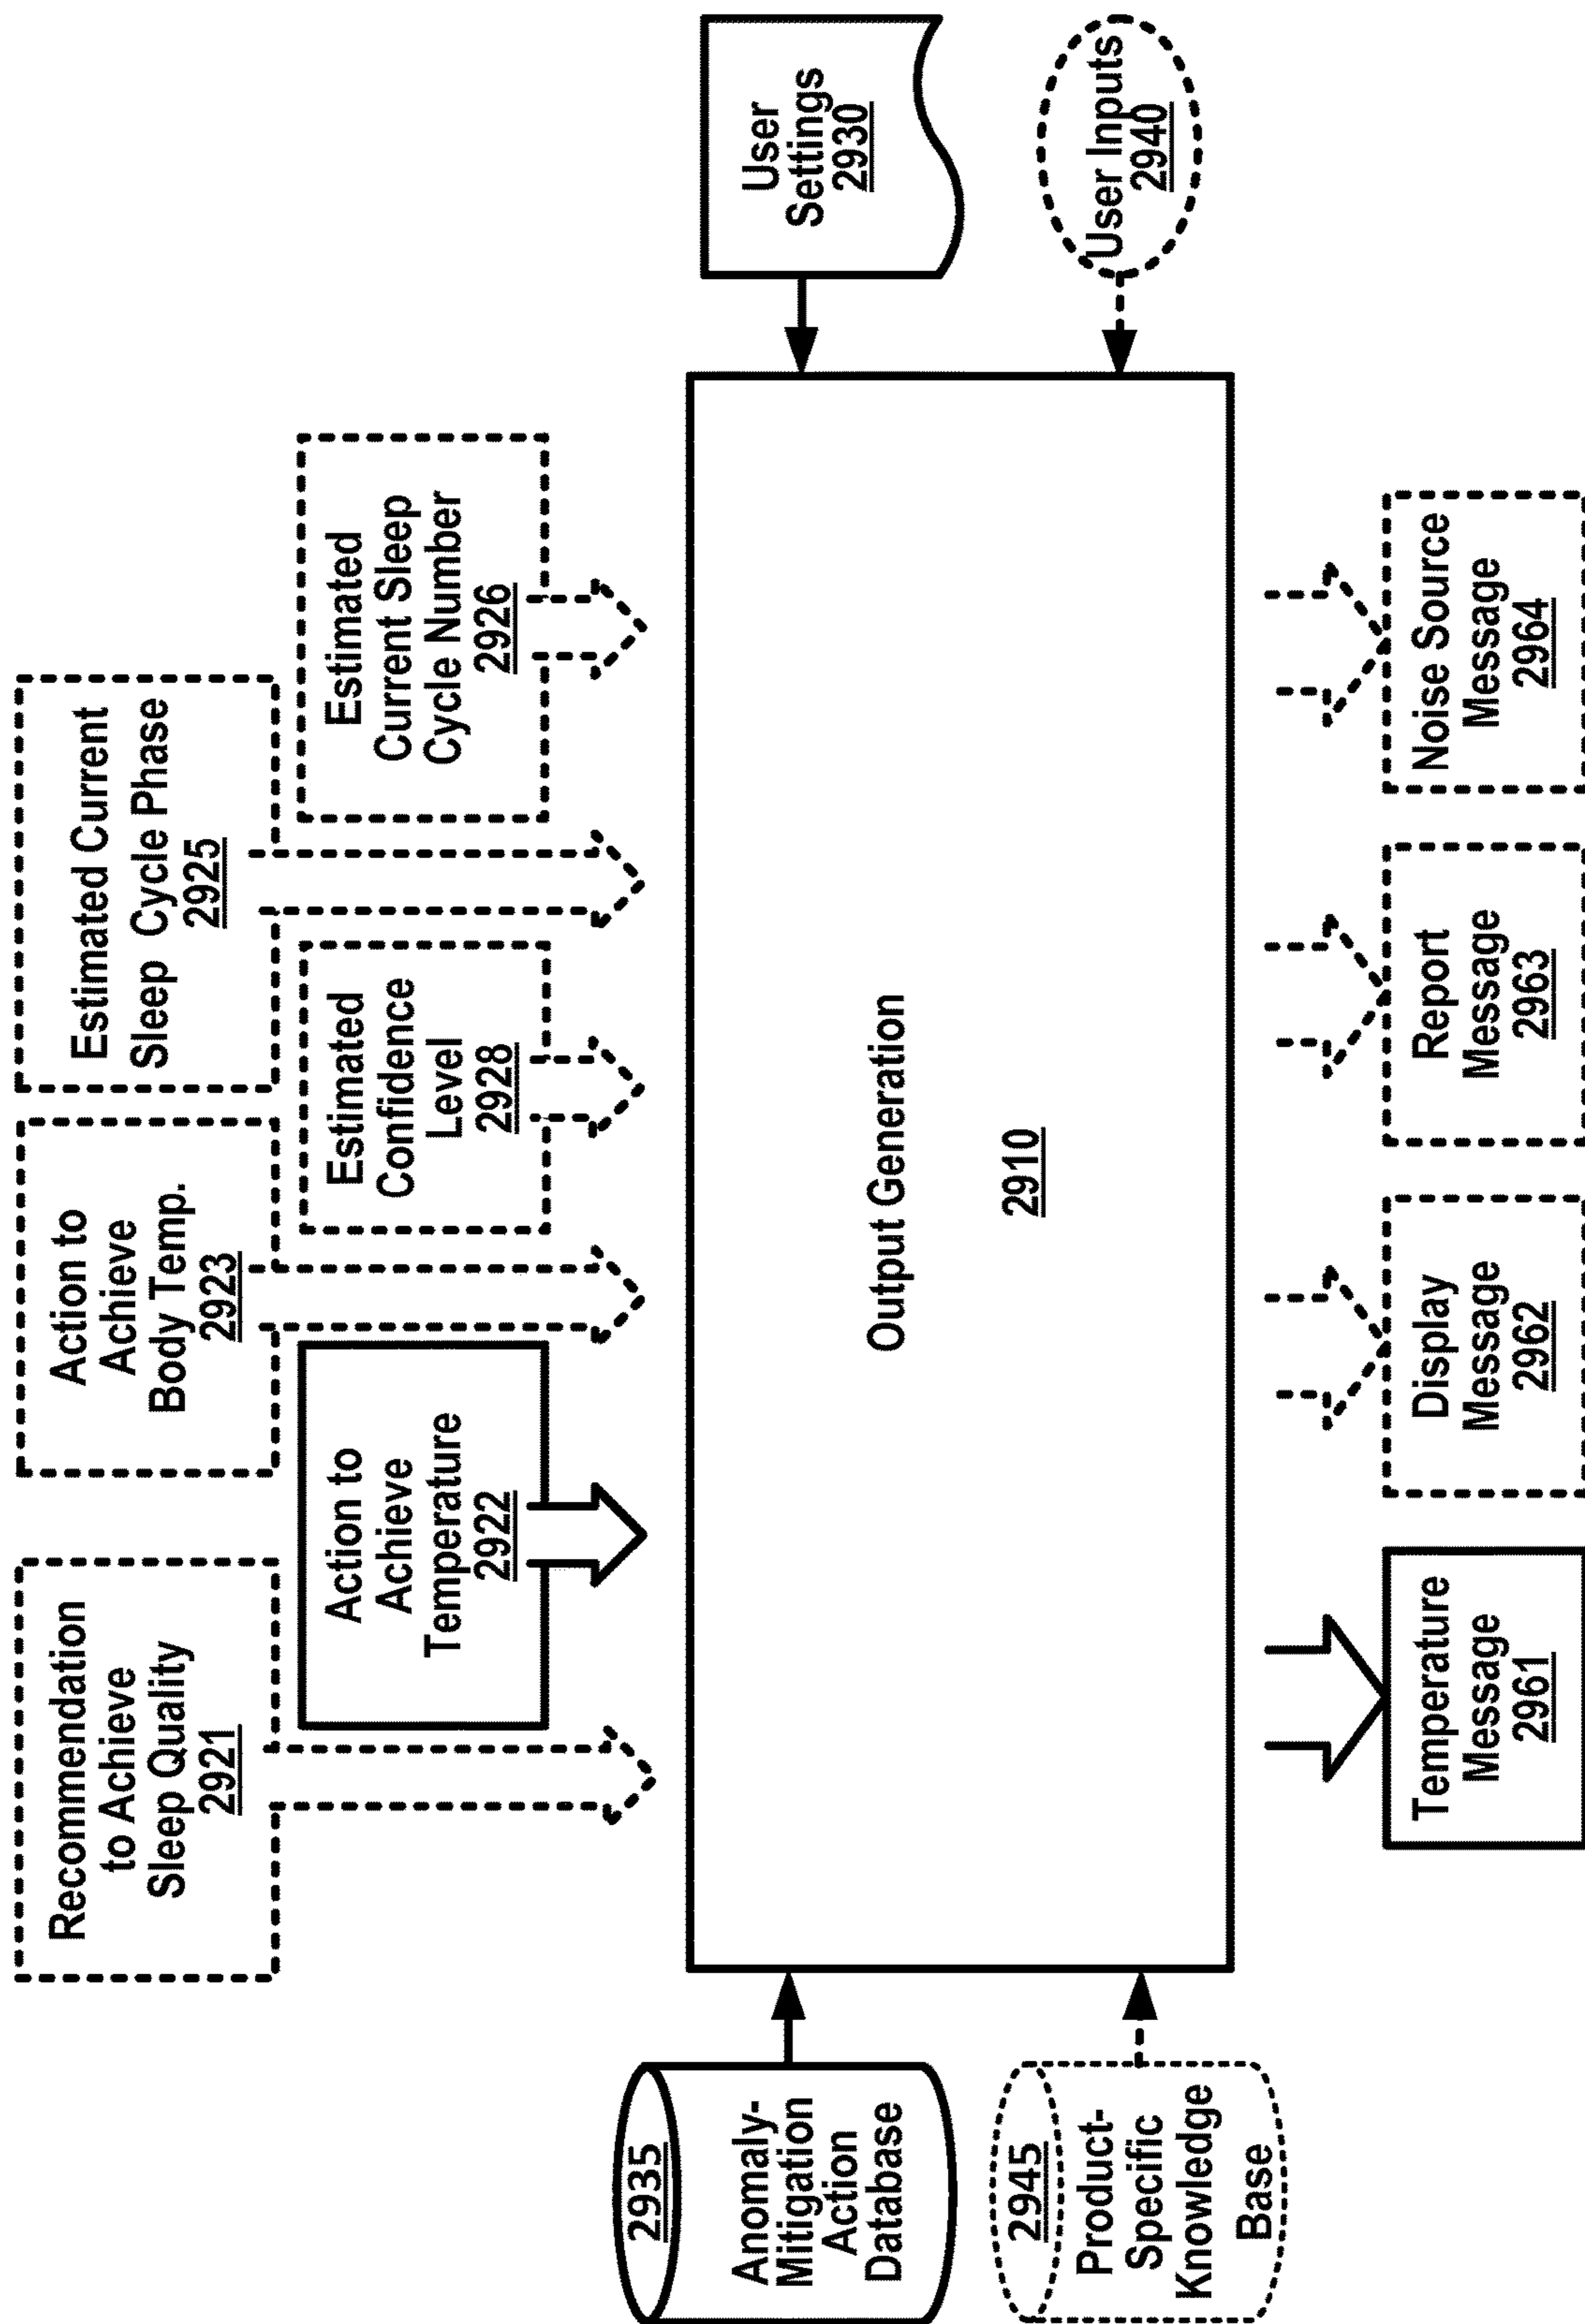 Recommendation
to Achieve
Sleep Quality
2921
Action to
Achieve
Temperature
2922
Action to
Achieve
Body Temp.
2923
Estimated
Confidence
Level
2928
Estimated Current
Sleep Cycle Phase
2925
Estimated
Current Sleep
Cycle Number
2926
2935
Anomaly-
Mitigation
Action
Database
2945
Product-
Specific
Knowledge
Base
Output Generation
2910
User
Settings
2930
User Inputs
2940
Temperature
Message
2961
Display
Message
2962
Report
Message
2963
Noise Source
Message
2964